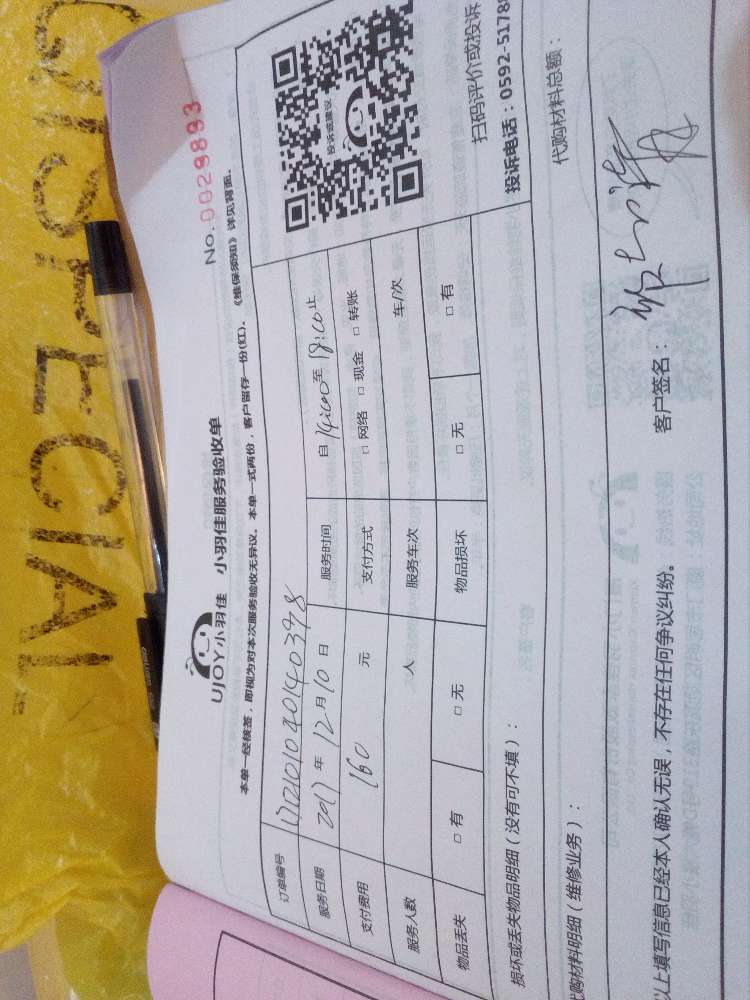 QISPECIAL
No.0029893
UJOY小羽佳 小羽佳服务验收单
本单一经核签，即视为对本次服务验收无异议。本单一式两份，客户留存一份(红)。《维保须知》详见背面。
订单编号
服务日期 2017 年 12 月 10 日 服务时间 自 14:00 至 18:00 止
支付费用 160 元 支付方式 □ 网络 □ 现金 □ 转账
服务人数 人 服务车次 车/次
物品丢失 □ 有 □ 无 物品损坏 □ 无 □ 有
投诉或建议
扫码评价或投诉
投诉电话：0592-5178
损坏或丢失物品明细（没有可不填）：
代购材料明细（维修业务）： 代购材料总额：
以上填写信息已经本人确认无误，不存在任何争议纠纷。 客户签名：